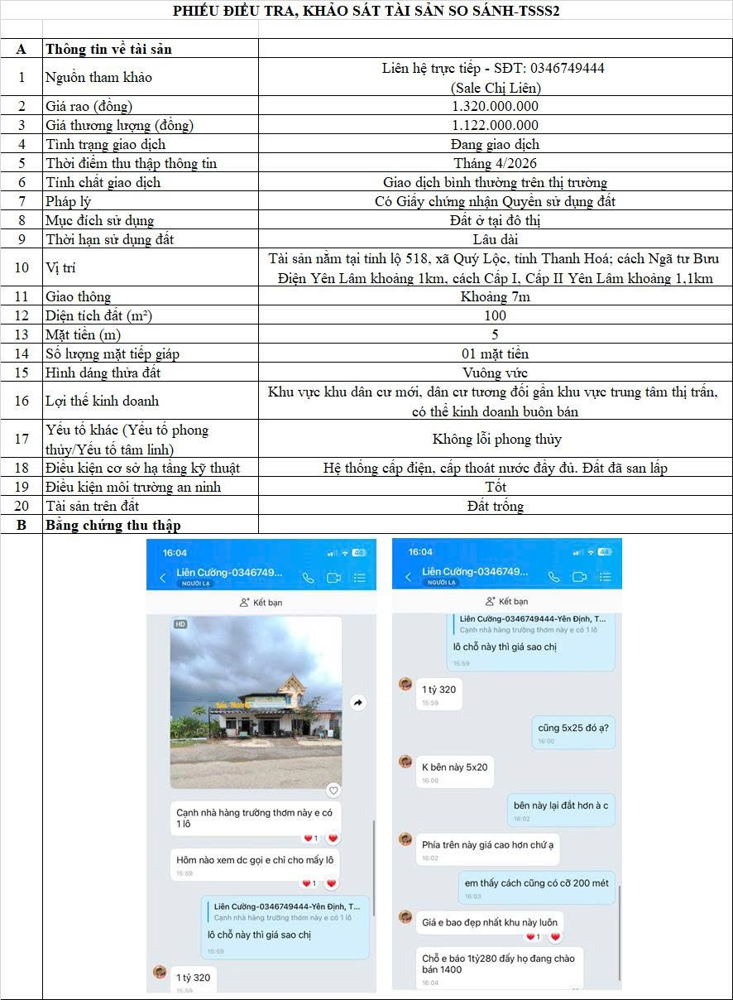 PHIẾU ĐIỀU TRA, KHẢO SÁT TÀI SẢN SO SÁNH-TSSS2
A Thông tin về tài sản
1 Nguồn tham khảo Liên hệ trực tiếp - SĐT: 0346749444
(Sale Chị Liên)
2 Giá rao (đồng) 1.320.000.000
3 Giá thương lượng (đồng) 1.122.000.000
4 Tình trạng giao dịch Đang giao dịch
5 Thời điểm thu thập thông tin Tháng 4/2026
6 Tính chất giao dịch Giao dịch bình thường trên thị trường
7 Pháp lý Có Giấy chứng nhận Quyền sử dụng đất
8 Mục đích sử dụng Đất ở tại đô thị
9 Thời hạn sử dụng đất Lâu dài
10 Vị trí Tài sản nằm tại tỉnh lộ 518, xã Quý Lộc, tỉnh Thanh Hoá; cách Ngã tư Bưu
Điện Yên Lâm khoảng 1km, cách Cấp I, Cấp II Yên Lâm khoảng 1,1km
11 Giao thông Khoảng 7m
12 Diện tích đất (m²) 100
13 Mặt tiền (m) 5
14 Số lượng mặt tiếp giáp 01 mặt tiền
15 Hình dáng thửa đất Vuông vức
16 Lợi thế kinh doanh Khu vực khu dân cư mới, dân cư tương đối gần khu vực trung tâm thị trấn,
có thể kinh doanh buôn bán
17 Yếu tố khác (Yếu tố phong
thủy/Yếu tố tâm linh) Không lỗi phong thủy
18 Điều kiện cơ sở hạ tầng kỹ thuật Hệ thống cấp điện, cấp thoát nước đầy đủ. Đất đã san lấp
19 Điều kiện môi trường an ninh Tốt
20 Tài sản trên đất Đất trống
B Bằng chứng thu thập
16:04 44
Liên Cường-0346749...
NGƯỜI LẠ
Kết bạn
HD
Cạnh nhà hàng trường thơm này e có
1 lô
1
Hôm nào xem dc gọi e chỉ cho mấy lô
15:59
1
Liên Cường-0346749444-Yên Định, T...
Cạnh nhà hàng trường thơm này e có 1 lô
lô chỗ này thì giá sao chị
15:59
1 tỷ 320
15:59
16:04 44
Liên Cường-0346749...
NGƯỜI LẠ
Kết bạn
Liên Cường-0346749444-Yên Định, T...
Cạnh nhà hàng trường thơm này e có 1 lô
lô chỗ này thì giá sao chị
15:59
1 tỷ 320
15:59
cũng 5x25 đó ạ?
16:00
K bên này 5x20
16:00
bên này lại đắt hơn à c
16:02
Phía trên này giá cao hơn chứ ạ
16:02
em thấy cách cũng có cỡ 200 mét
16:03
Giá e bao đẹp nhất khu này luôn
1
Chỗ e báo 1tỷ280 đấy họ đang chào
bán 1400
16:04